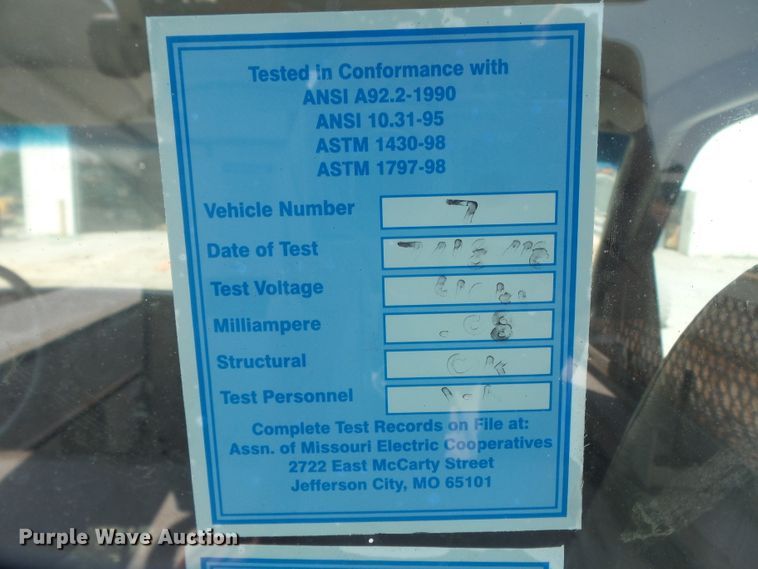 Tested in Conformance with
ANSI A92.2-1990
ANSI 10.31-95
ASTM 1430-98
ASTM 1797-98
Vehicle Number 7
Date of Test
Test Voltage
Milliampere
Structural OK
Test Personnel
Complete Test Records on File at:
Assn. of Missouri Electric Cooperatives
2722 East McCarty Street
Jefferson City, MO 65101
Purple Wave Auction